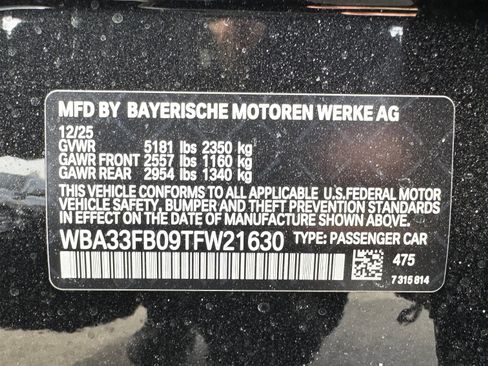 MFD BY BAYERISCHE MOTOREN WERKE AG
12/25
GVWR 5181 lbs 2350 kg
GAWR FRONT 2557 lbs 1160 kg
GAWR REAR 2954 lbs 1340 kg
THIS VEHICLE CONFORMS TO ALL APPLICABLE U.S.FEDERAL MOTOR
VEHICLE SAFETY, BUMPER, AND THEFT PREVENTION STANDARDS
IN EFFECT ON THE DATE OF MANUFACTURE SHOWN ABOVE.
WBA33FB09TFW21630 TYPE: PASSENGER CAR
475
7 315 814